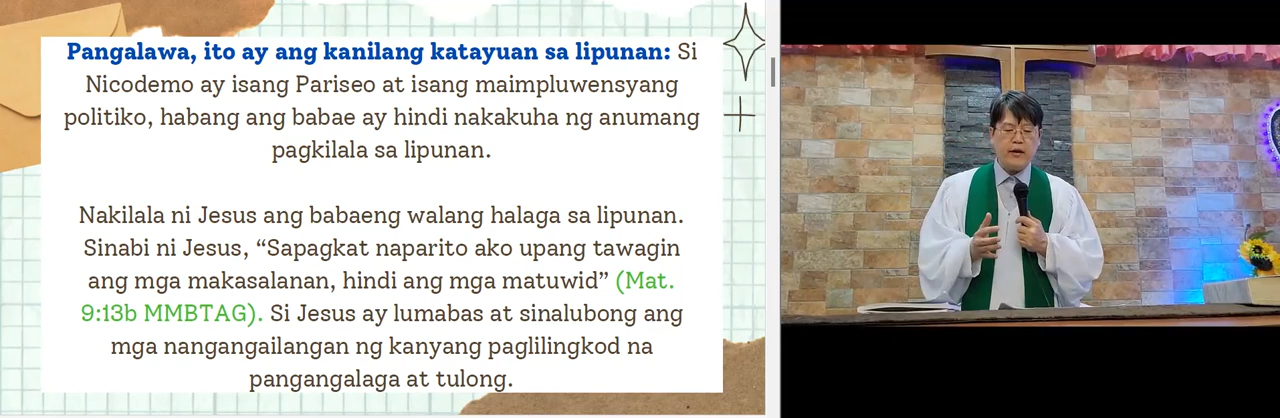 Pangalawa, ito ay ang kanilang katayuan sa lipunan: Si
Nicodemo ay isang Pariseo at isang maimpluwensyang
politiko, habang ang babae ay hindi nakakuha ng anumang
pagkilala sa lipunan.
Nakilala ni Jesus ang babaeng walang halaga sa lipunan.
Sinabi ni Jesus, “Sapagkat naparito ako upang tawagin
ang mga makasalanan, hindi ang mga matuwid” (Mat.
9:13b MMBTAG). Si Jesus ay lumabas at sinalubong ang
mga nangangailangan ng kanyang paglilingkod na
pangangalaga at tulong.